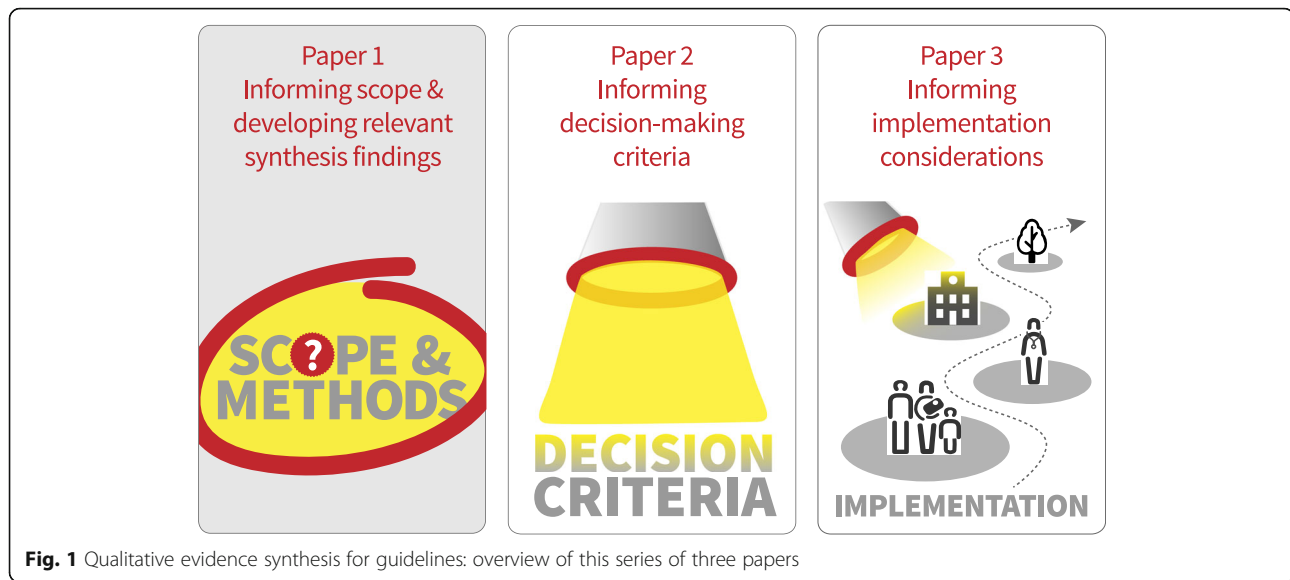 Paper 1
Informing scope &
developing relevant
synthesis findings
SC?PE &
METHODS
Paper 2
Informing
decision-making
criteria
DECISION
CRITERIA
Paper 3
Informing
implementation
considerations
IMPLEMENTATION
Fig. 1 Qualitative evidence synthesis for guidelines: overview of this series of three papers